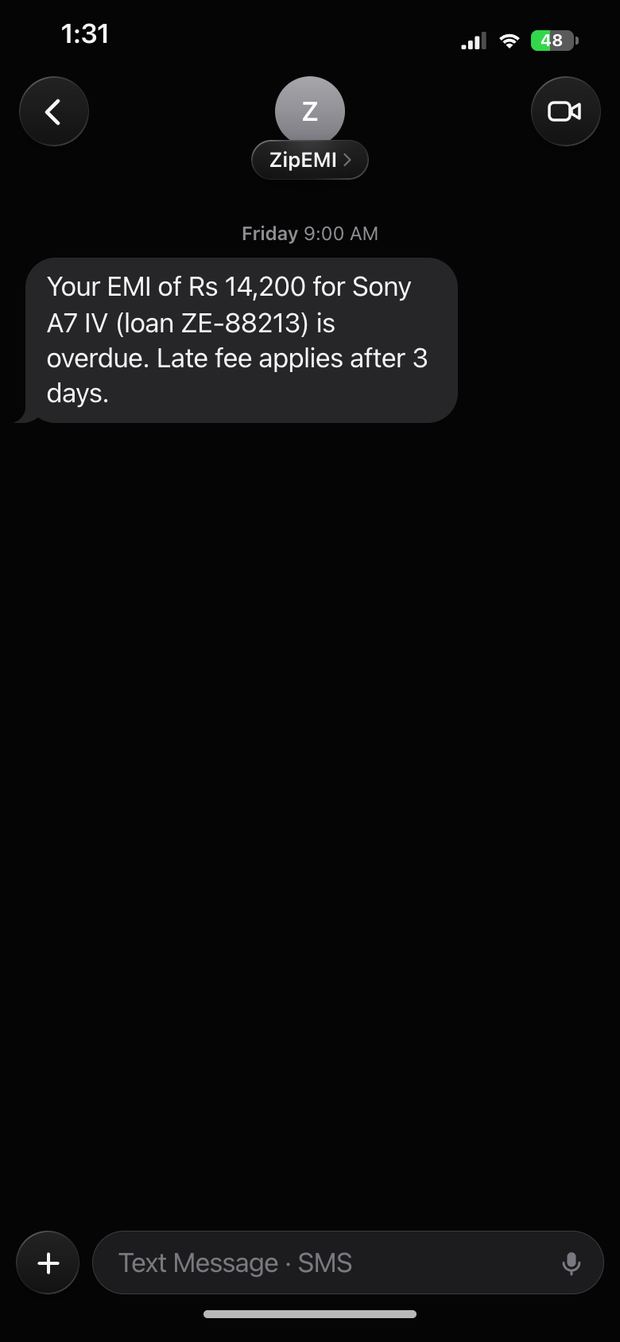 1:31
48
Z
ZipEMI
Friday 9:00 AM
Your EMI of Rs 14,200 for Sony
A7 IV (loan ZE-88213) is
overdue. Late fee applies after 3
days.
Text Message · SMS